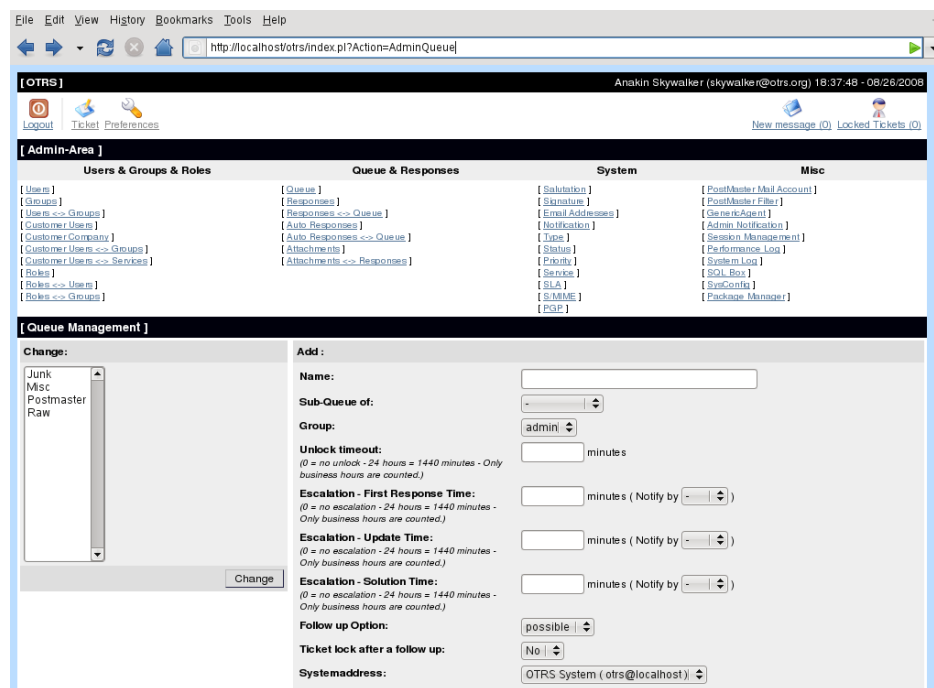 File Edit View History Bookmarks Tools Help
http://localhost/otrs/index.pl?Action=AdminQueue
[ OTRS ] Anakin Skywalker (skywalker@otrs.org) 18:37:48 - 08/26/2008
Logout Ticket Preferences New message (0) Locked Tickets (0)
[ Admin-Area ]
Users & Groups & Roles Queue & Responses System Misc
[ Users ] [ Queue ] [ Salutation ] [ PostMaster Mail Account ]
[ Groups ] [ Responses ] [ Signature ] [ PostMaster Filter ]
[ Users <-> Groups ] [ Responses <-> Queue ] [ Email Addresses ] [ GenericAgent ]
[ Customer Users ] [ Auto Responses ] [ Notification ] [ Admin Notification ]
[ Customer Company ] [ Auto Responses <-> Queue ] [ Type ] [ Session Management ]
[ Customer Users <-> Groups ] [ Attachments ] [ Status ] [ Performance Log ]
[ Customer Users <-> Services ] [ Attachments <-> Responses ] [ Priority ] [ System Log ]
[ Roles ] [ Service ] [ SQL Box ]
[ Roles <-> Users ] [ SLA ] [ SysConfig ]
[ Roles <-> Groups ] [ S/MIME ] [ Package Manager ]
[ PGP ]
[ Queue Management ]
Change:
Junk
Misc
Postmaster
Raw
Change
Add :
Name:
Sub-Queue of: -
Group: admin
Unlock timeout: minutes
(0 = no unlock - 24 hours = 1440 minutes - Only
business hours are counted.)
Escalation - First Response Time: minutes ( Notify by - )
(0 = no escalation - 24 hours = 1440 minutes -
Only business hours are counted.)
Escalation - Update Time: minutes ( Notify by - )
(0 = no escalation - 24 hours = 1440 minutes -
Only business hours are counted.)
Escalation - Solution Time: minutes ( Notify by - )
(0 = no escalation - 24 hours = 1440 minutes -
Only business hours are counted.)
Follow up Option: possible
Ticket lock after a follow up: No
Systemaddress: OTRS System ( otrs@localhost )